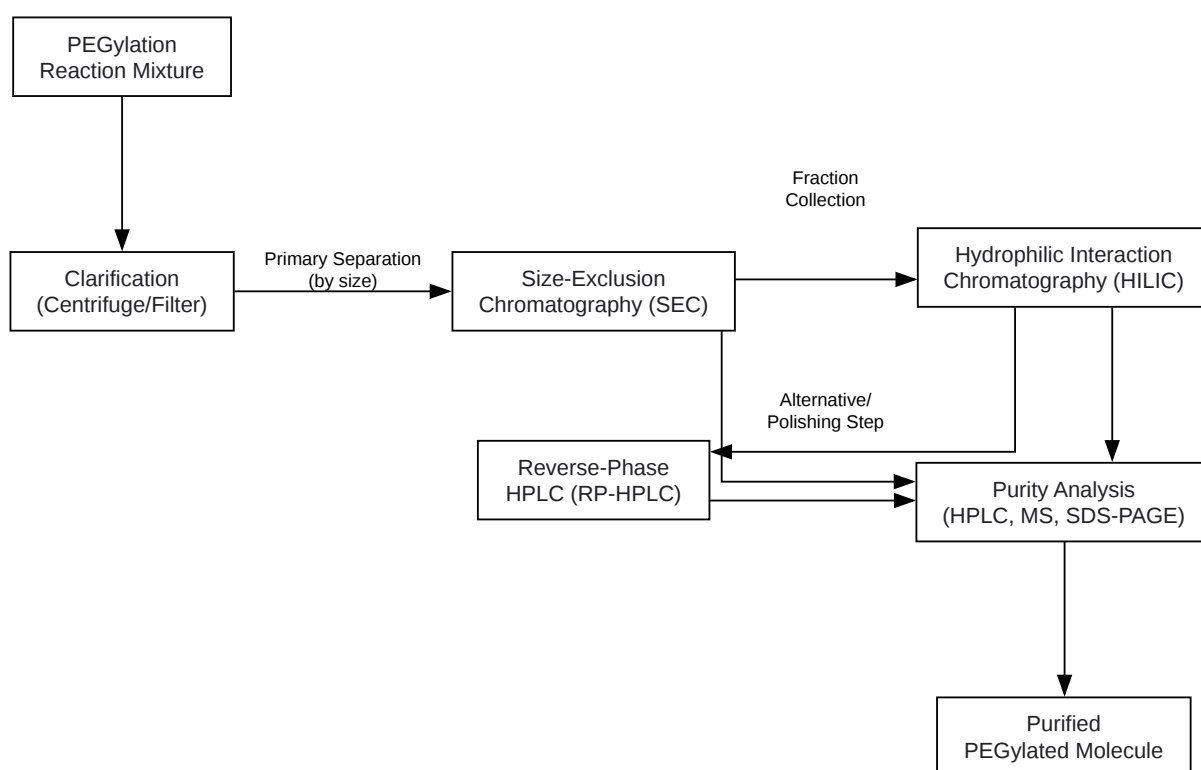 PEGylation
Reaction Mixture
Fraction
Collection
Clarification
(Centrifuge/Filter)
Primary Separation
(by size)
Size-Exclusion
Chromatography (SEC)
Hydrophilic Interaction
Chromatography (HILIC)
Alternative/
Polishing Step
Reverse-Phase
HPLC (RP-HPLC)
Purity Analysis
(HPLC, MS, SDS-PAGE)
Purified
PEGylated Molecule